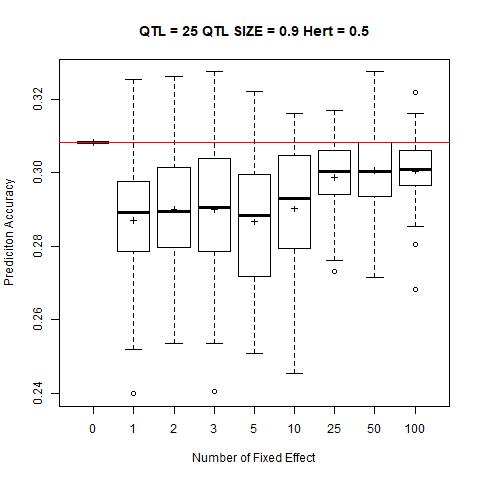 QTL = 25 QTL SIZE = 0.9 Hert = 0.5
Prediciton Accuracy
0.32
0.30
0.28
0.26
0.24
0 1 2 3 5 10 25 50 100
Number of Fixed Effect